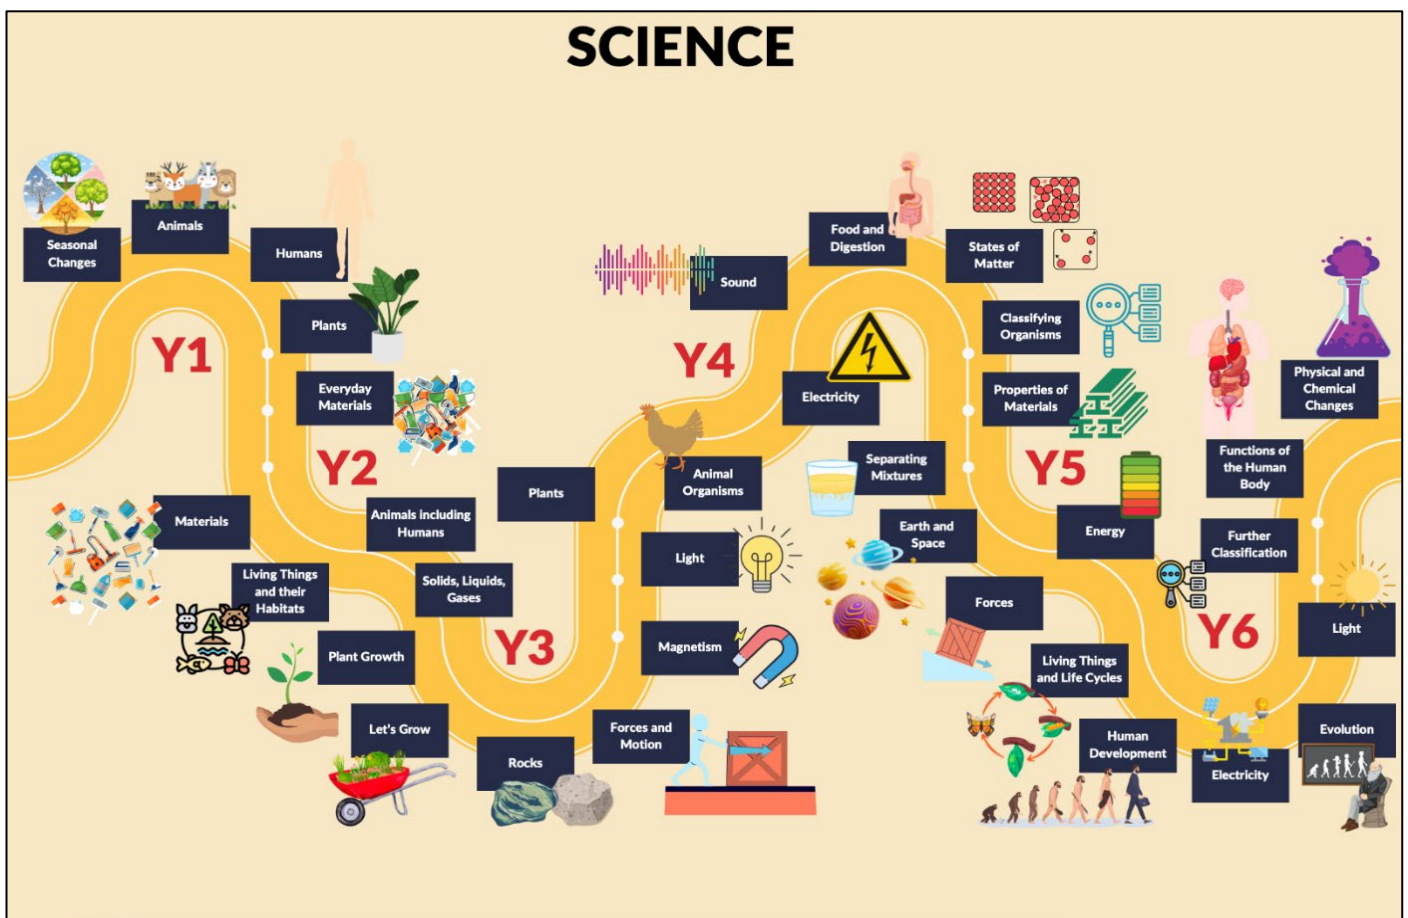 SCIENCE
Seasonal
Changes
Animals
Humans
Plants
Everyday
Materials
Y1
Y2
Materials
Animals including
Humans
Living Things
and their
Habitats
Solids, Liquids,
Gases
Plant Growth
Let's Grow
Y3
Rocks
Forces and
Motion
Magnetism
Light
Plants
Animal
Organisms
Y4
Sound
Electricity
Food and
Digestion
States of
Matter
Classifying
Organisms
Properties of
Materials
Y5
Separating
Mixtures
Earth and
Space
Energy
Forces
Living Things
and Life Cycles
Human
Development
Y6
Electricity
Evolution
Light
Further
Classification
Functions of
the Human
Body
Physical and
Chemical
Changes